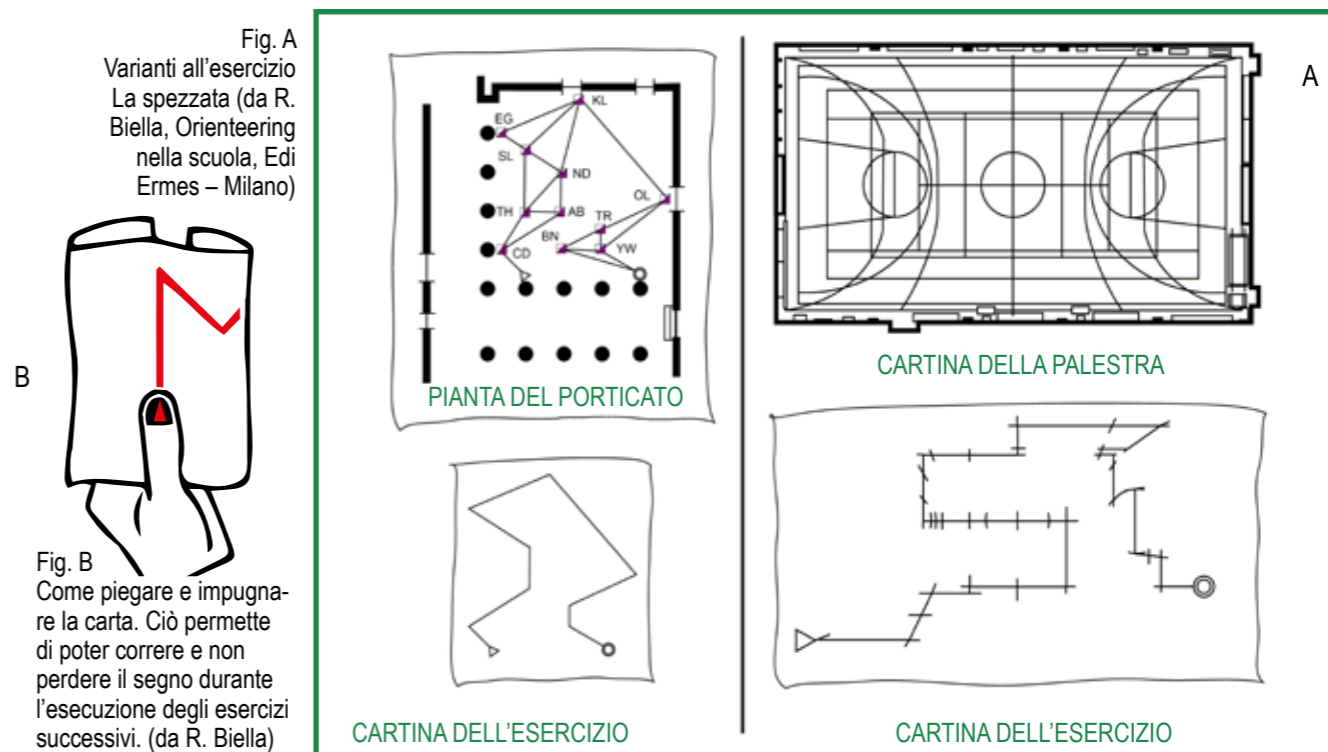 Fig. A
Varianti all'esercizio
La spezzata (da R.
Biella, Orienteering
nella scuola, Edi
Ermes – Milano)
B
Fig. B
Come piegare e impugna-
re la carta. Ciò permette
di poter correre e non
perdere il segno durante
l'esecuzione degli esercizi
successivi. (da R. Biella)
KL
EG
SL
ND
OL
TH
AB
TR
BN
CD
YW
PIANTA DEL PORTICATO
CARTINA DELL'ESERCIZIO
A
CARTINA DELLA PALESTRA
CARTINA DELL'ESERCIZIO